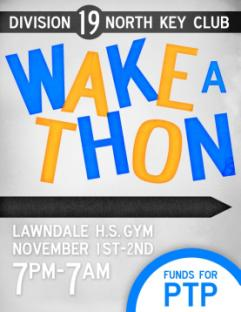 DIVISION 19 NORTH KEY CLUB
WAKE A
THON
LAWNDALE H.S. GYM
NOVEMBER 1ST-2ND
7PM-7AM
FUNDS FOR
PTP